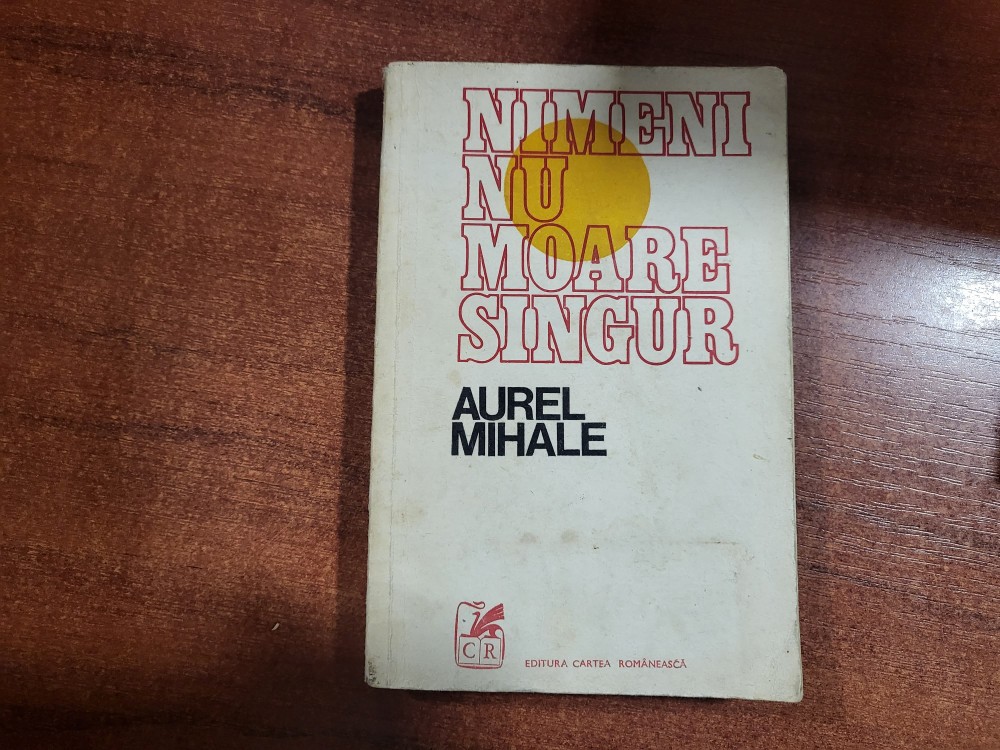 NIMENI
NU
MOARE
SINGUR
AUREL
MIHALE
CR
EDITURA CARTEA ROMÂNEASCĂ